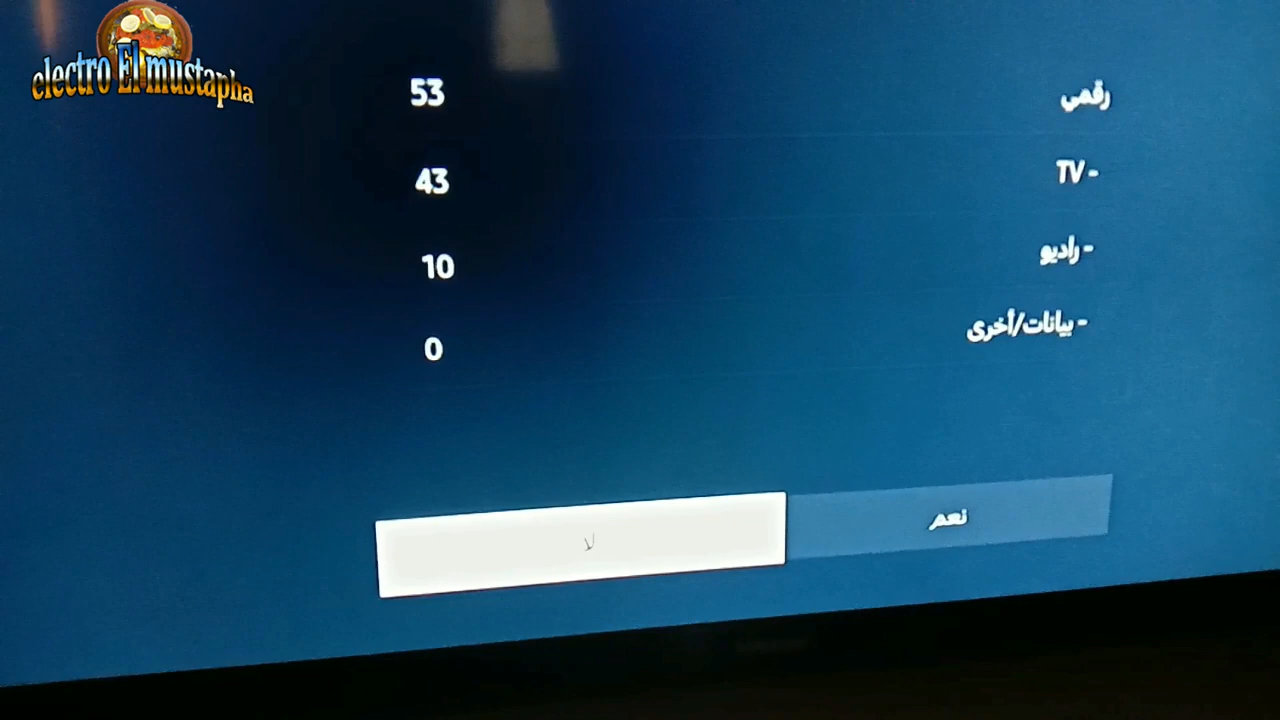 electro El mustapha
رقمي 53
- TV 43
- راديو 10
- بيانات/أخرى 0
نعم لا